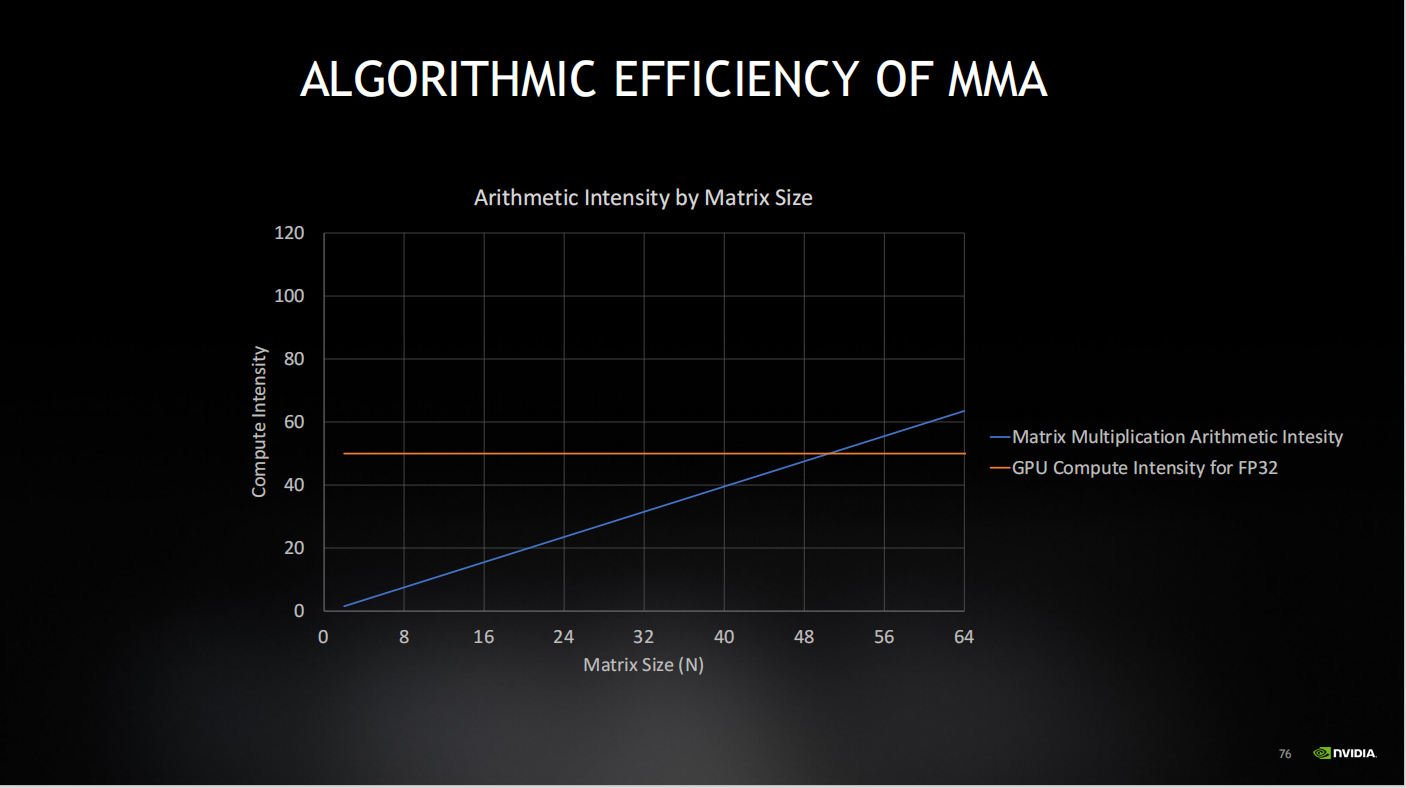 ALGORITHMIC EFFICIENCY OF MMA
Arithmetic Intensity by Matrix Size
120
100
80
60
40
20
0
Compute Intensity
0 8 16 24 32 40 48 56 64
Matrix Size (N)
Matrix Multiplication Arithmetic Intesity
GPU Compute Intensity for FP32
76
NVIDIA.